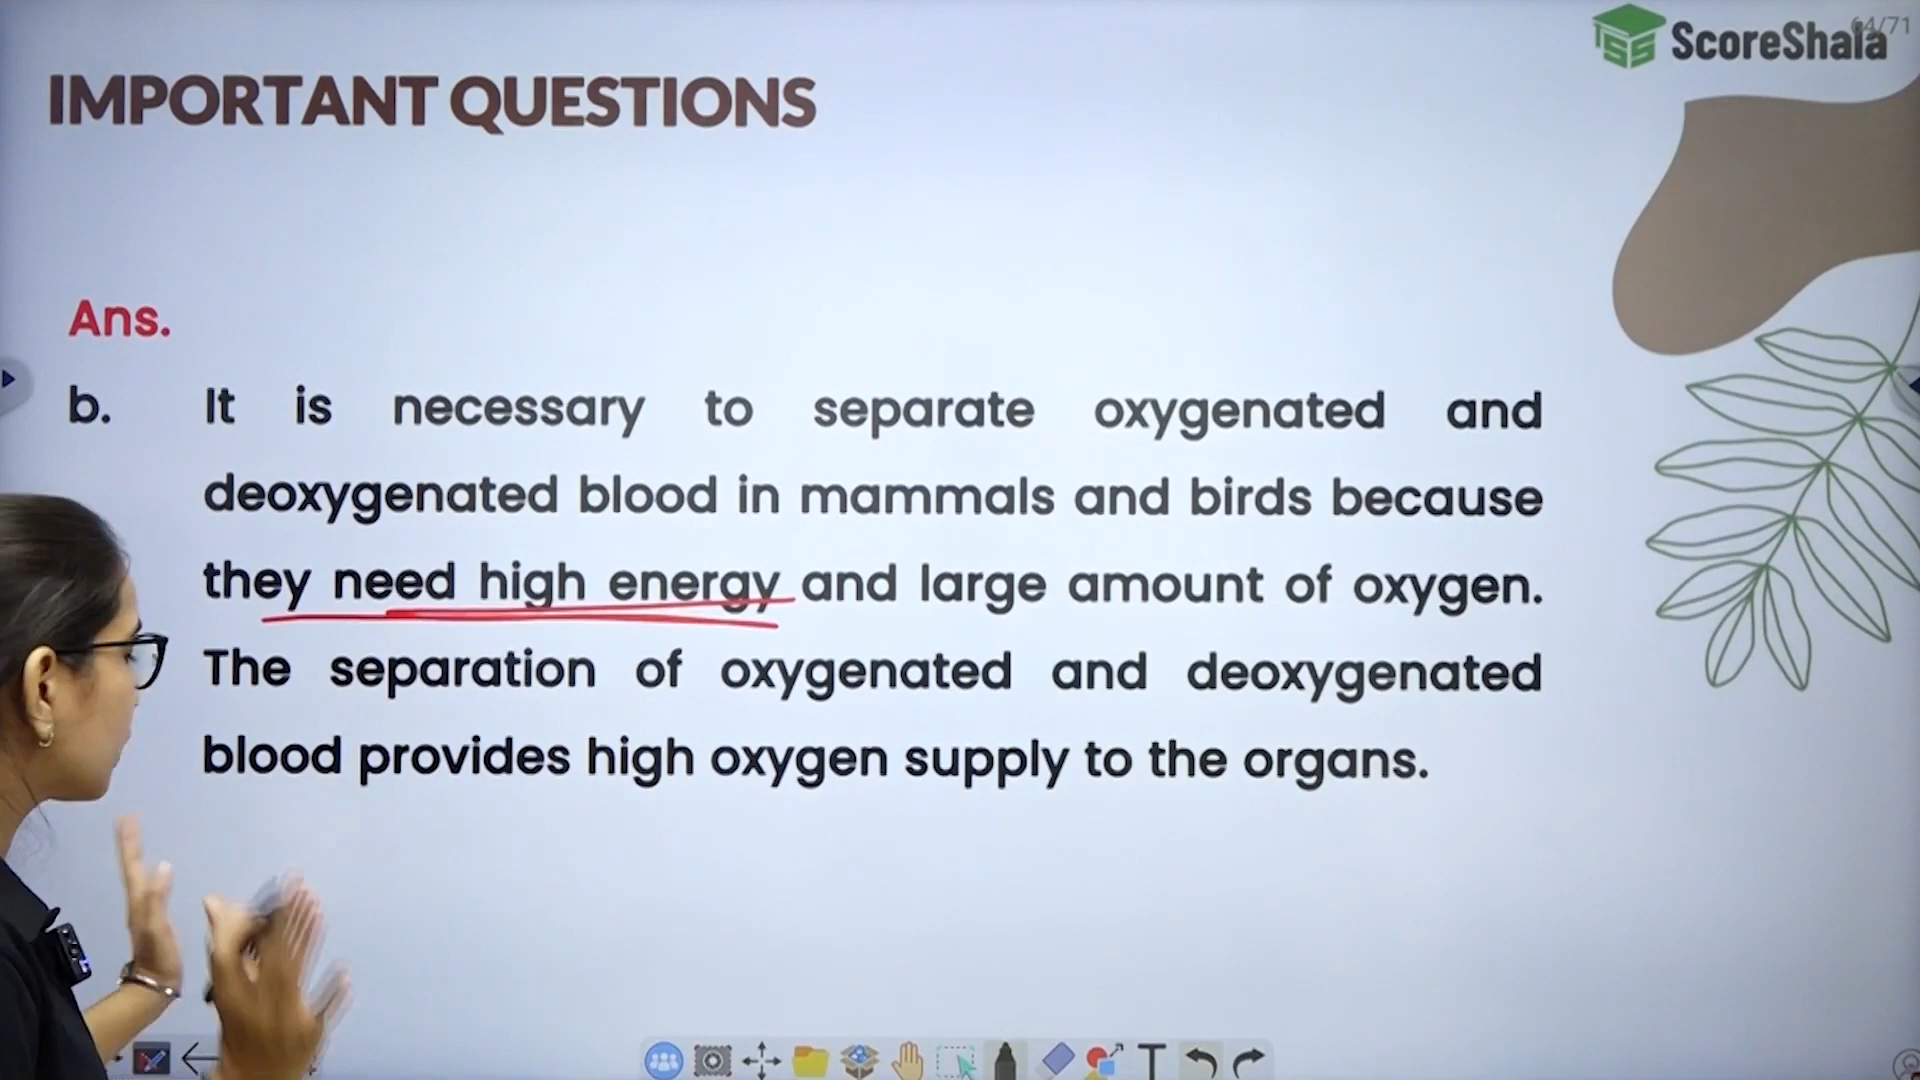 64/71
ScoreShala
IMPORTANT QUESTIONS
Ans.
b. It is necessary to separate oxygenated and
deoxygenated blood in mammals and birds because
they need high energy and large amount of oxygen.
The separation of oxygenated and deoxygenated
blood provides high oxygen supply to the organs.